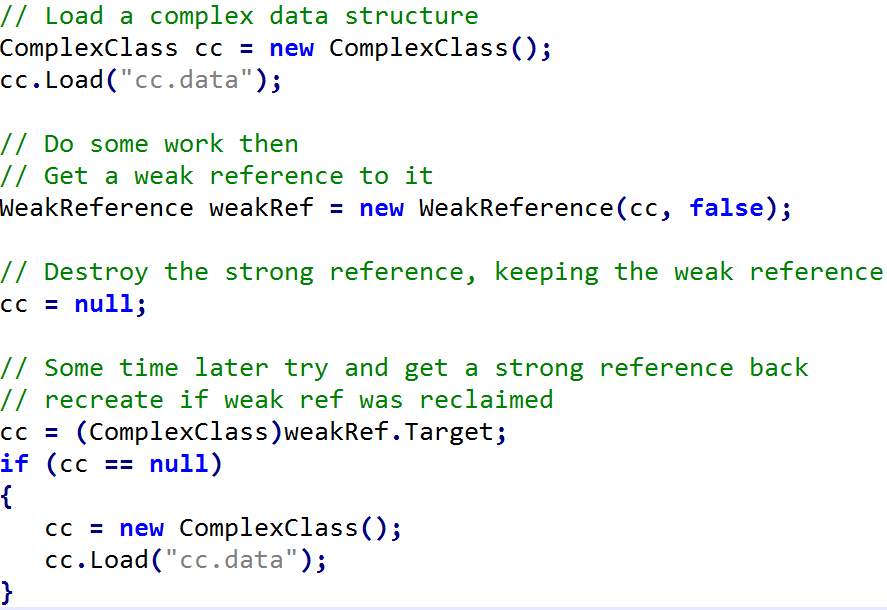 // Load a complex data structure
ComplexClass cc = new ComplexClass();
cc.Load("cc.data");

// Do some work then
// Get a weak reference to it
WeakReference weakRef = new WeakReference(cc, false);

// Destroy the strong reference, keeping the weak reference
cc = null;

// Some time later try and get a strong reference back
// recreate if weak ref was reclaimed
cc = (ComplexClass)weakRef.Target;
if (cc == null)
{
   cc = new ComplexClass();
   cc.Load("cc.data");
}